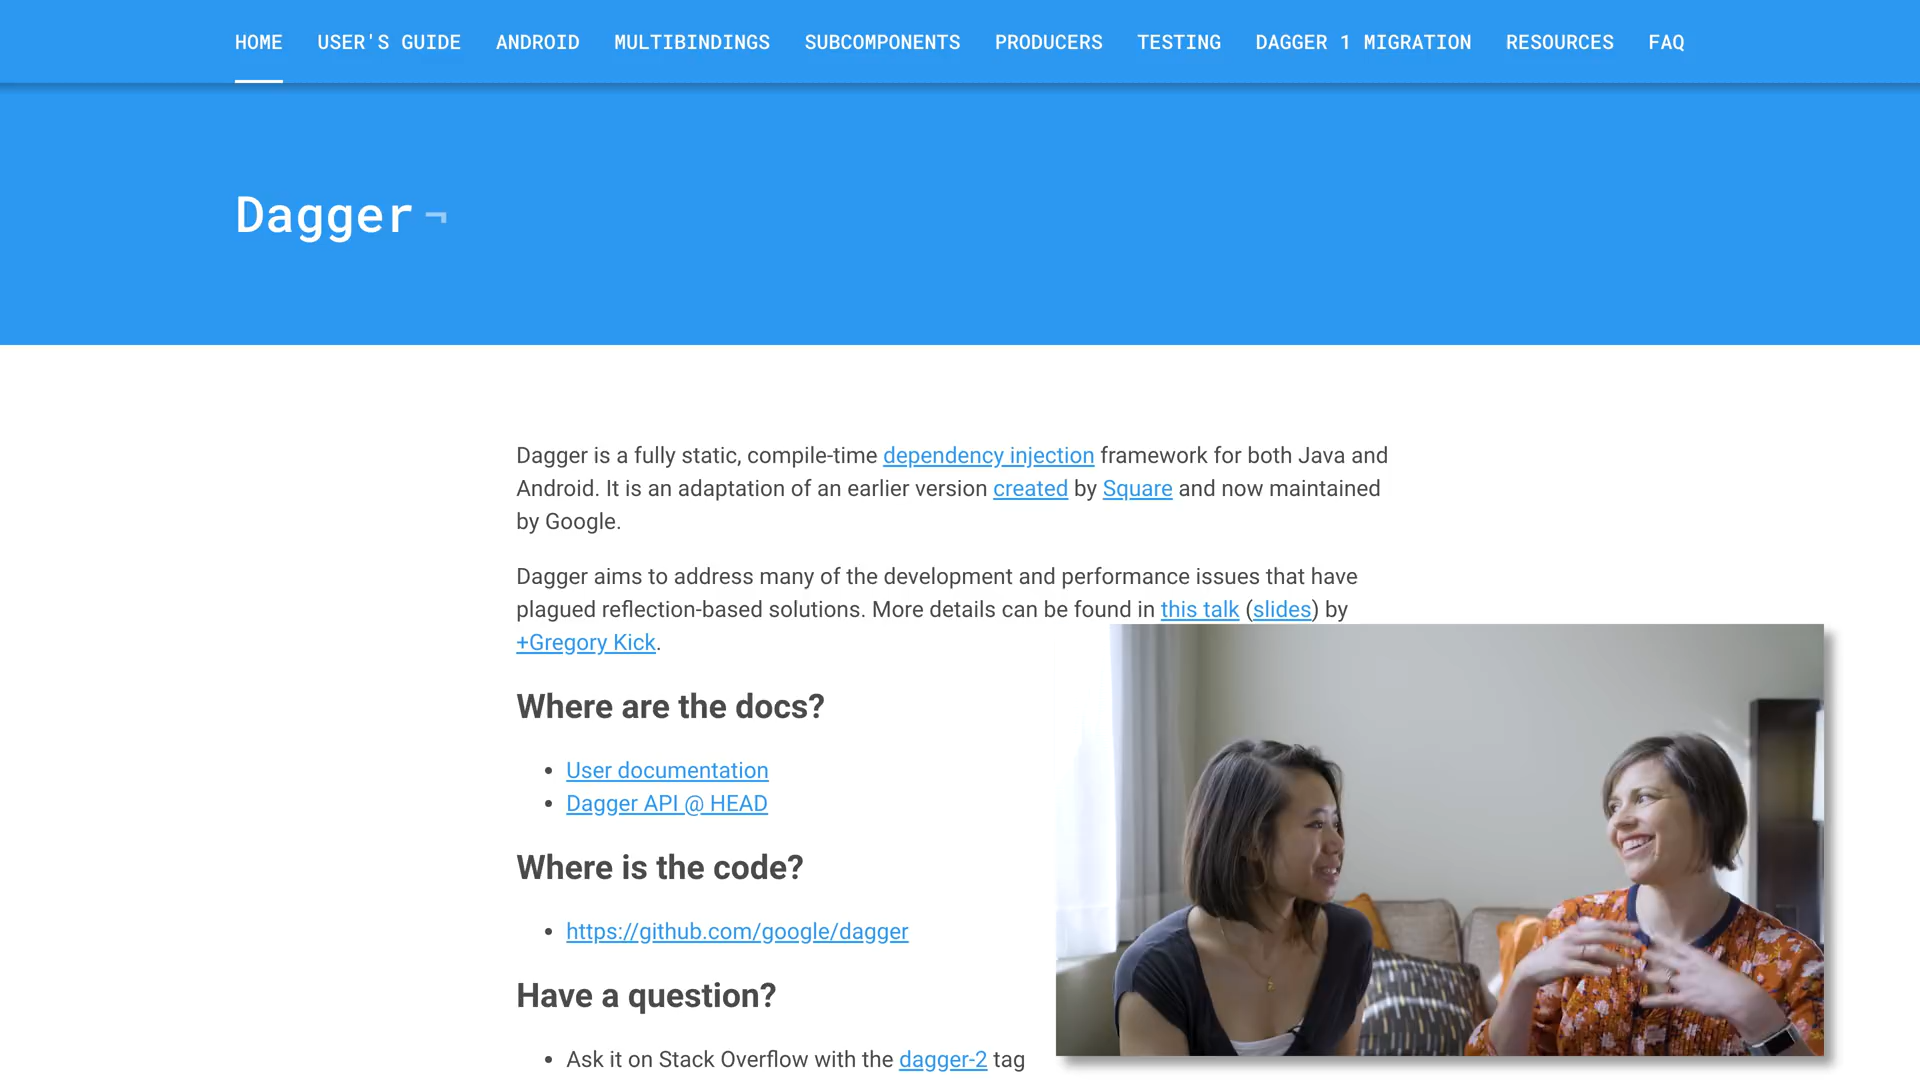 HOME USER'S GUIDE ANDROID MULTIBINDINGS SUBCOMPONENTS PRODUCERS TESTING DAGGER 1 MIGRATION RESOURCES FAQ
Dagger ¬
Dagger is a fully static, compile-time dependency injection framework for both Java and
Android. It is an adaptation of an earlier version created by Square and now maintained
by Google.
Dagger aims to address many of the development and performance issues that have
plagued reflection-based solutions. More details can be found in this talk (slides) by
+Gregory Kick.
Where are the docs?
• User documentation
• Dagger API @ HEAD
Where is the code?
• https://github.com/google/dagger
Have a question?
• Ask it on Stack Overflow with the dagger-2 tag